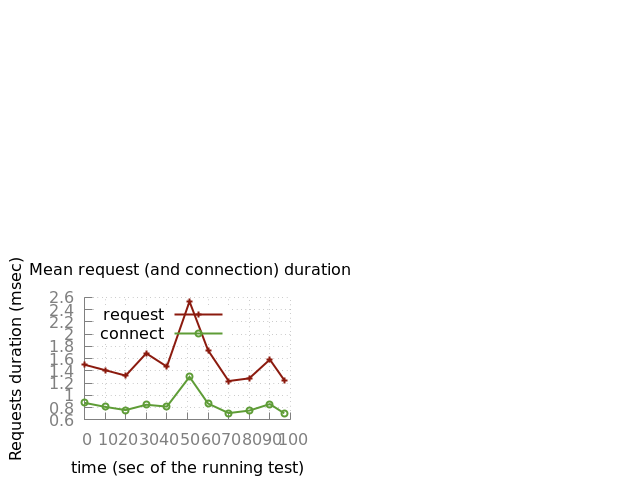 Mean request (and connection) duration
Requests duration (msec)
2.6
2.4
2.2
2
1.8
1.6
1.4
1.2
1
0.8
0.6
request
connect
0 10 20 30 40 50 60 70 80 90 100
time (sec of the running test)